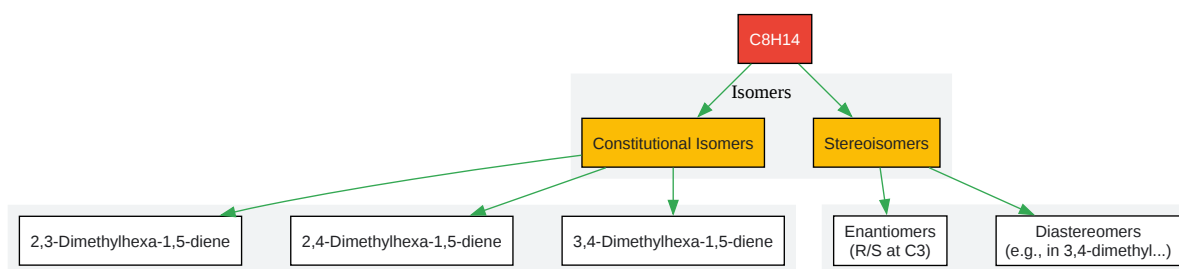 C8H14
Isomers
Constitutional Isomers
Stereoisomers
2,3-Dimethylhexa-1,5-diene
2,4-Dimethylhexa-1,5-diene
3,4-Dimethylhexa-1,5-diene
Enantiomers
(R/S at C3)
Diastereomers
(e.g., in 3,4-dimethyl...)